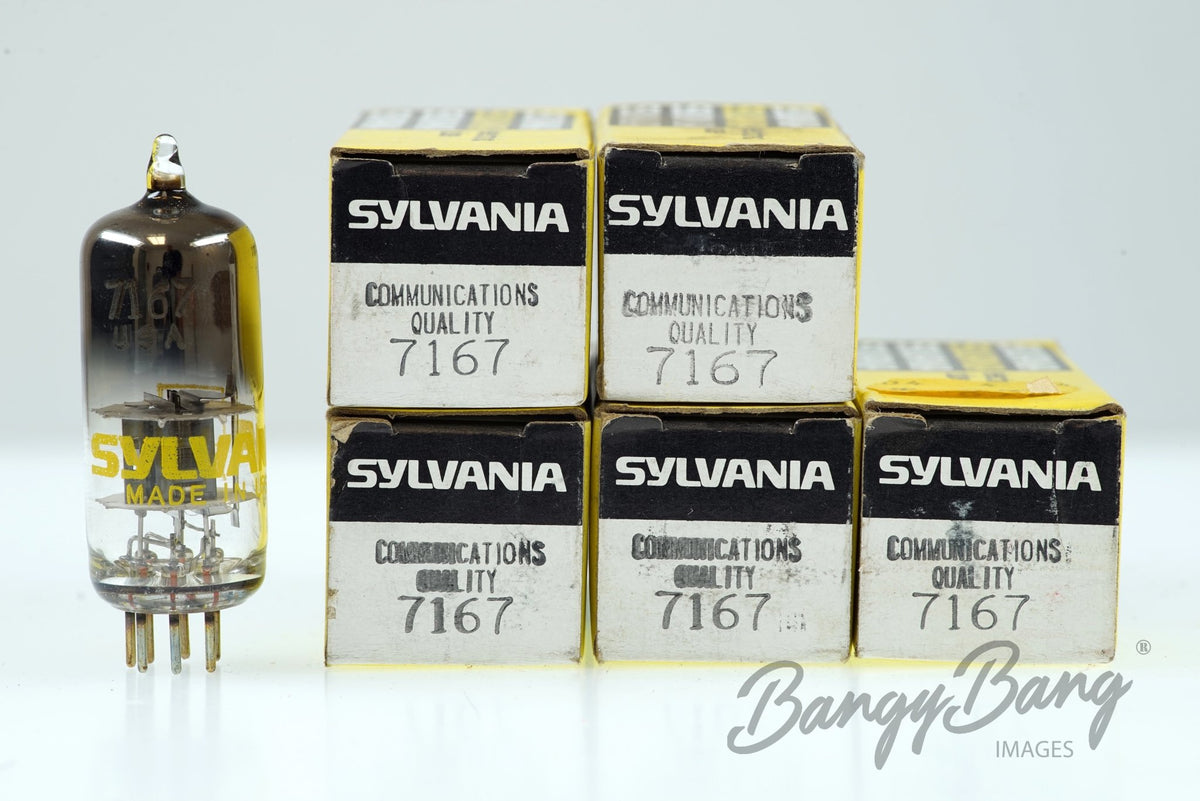 7167
USA
SYLVANIA
MADE IN
SYLVANIA
COMMUNICATIONS
QUALITY
7167
SYLVANIA
COMMUNICATIONS
QUALITY
7167
SYLVANIA
COMMUNICATIONS
QUALITY
7167
SYLVANIA
COMMUNICATIONS
QUALITY
7167
SYLVANIA
COMMUNICATIONS
QUALITY
7167
BangyBang®
IMAGES